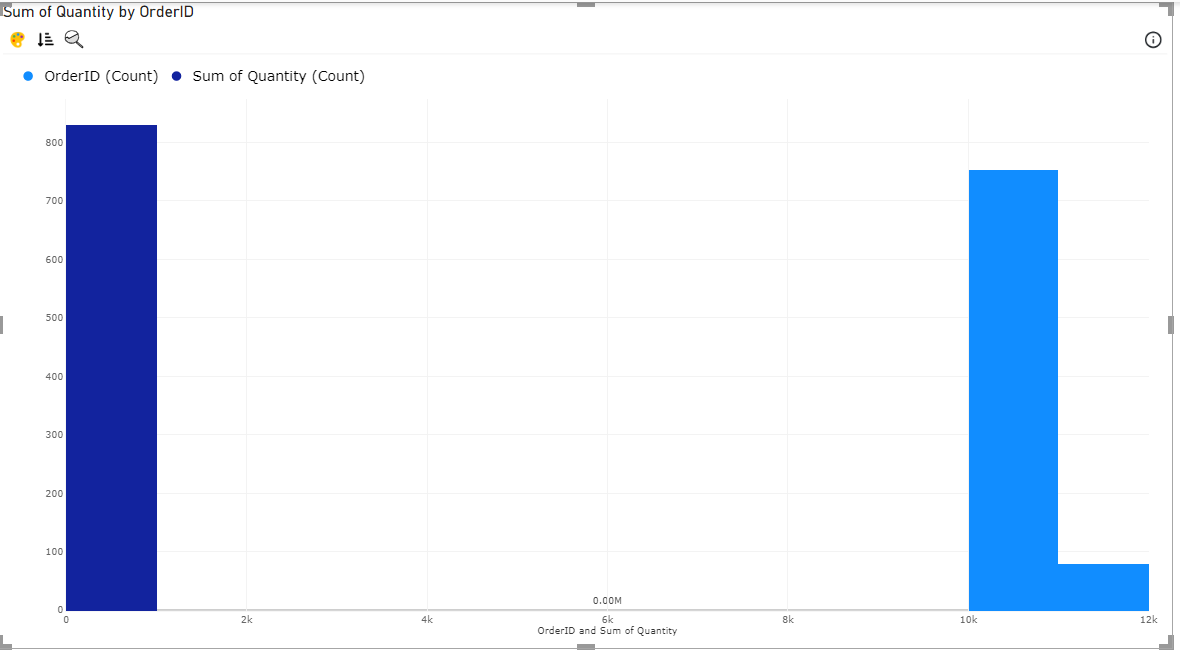 Sum of Quantity by OrderID
OrderID (Count) Sum of Quantity (Count)
800
700
600
500
400
300
200
100
0
0.00M
0 2k 4k 6k 8k 10k 12k
OrderID and Sum of Quantity